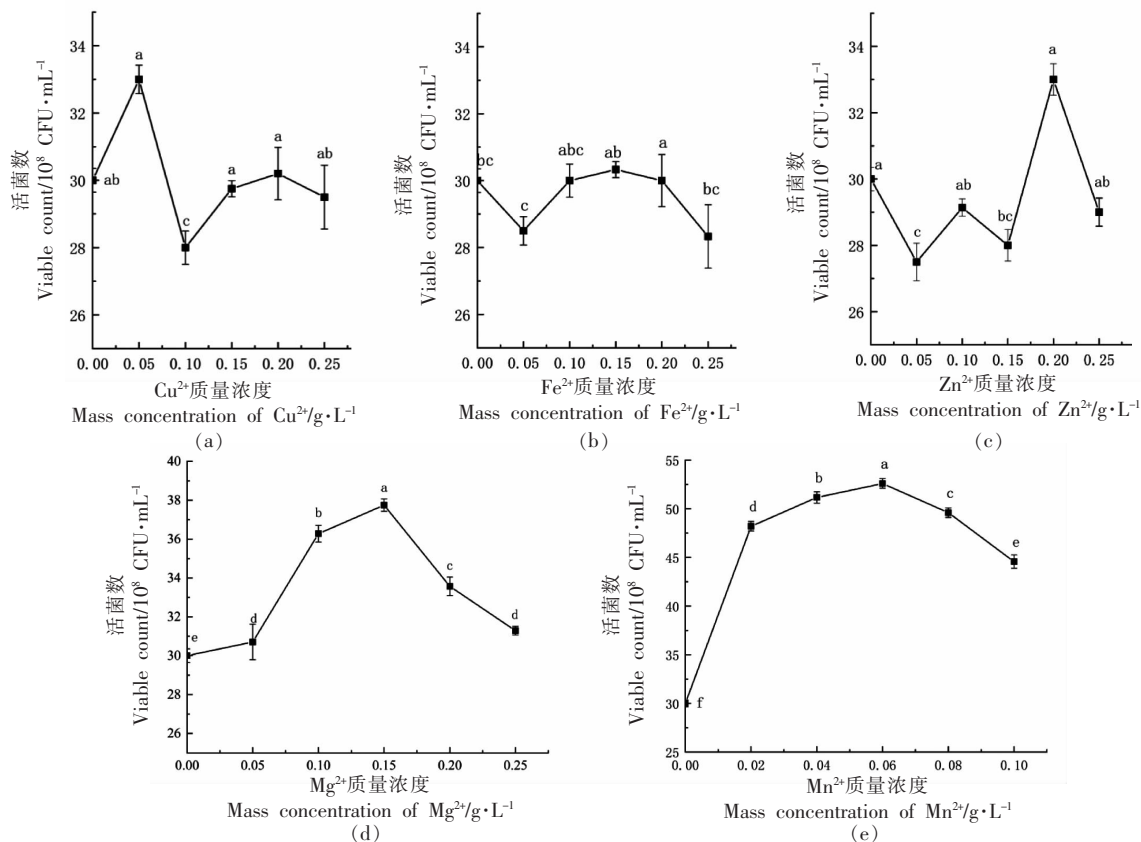 活菌数
Viable count/10⁸ CFU·mL⁻¹
34
32
30
28
26
ab
a
c
a
a
ab
0.00 0.05 0.10 0.15 0.20 0.25
Cu²⁺质量浓度
Mass concentration of Cu²⁺/g·L⁻¹
(a)
活菌数
Viable count/10⁸ CFU·mL⁻¹
34
32
30
28
26
bc
c
abc
ab
a
bc
0.00 0.05 0.10 0.15 0.20 0.25
Fe²⁺质量浓度
Mass concentration of Fe²⁺/g·L⁻¹
(b)
活菌数
Viable count/10⁸ CFU·mL⁻¹
34
32
30
28
26
a
c
ab
bc
a
ab
0.00 0.05 0.10 0.15 0.20 0.25
Zn²⁺质量浓度
Mass concentration of Zn²⁺/g·L⁻¹
(c)
活菌数
Viable count/10⁸ CFU·mL⁻¹
40
38
36
34
32
30
28
26
e
d
b
a
c
d
0.00 0.05 0.10 0.15 0.20 0.25
Mg²⁺质量浓度
Mass concentration of Mg²⁺/g·L⁻¹
(d)
活菌数
Viable count/10⁸ CFU·mL⁻¹
55
50
45
40
35
30
25
f
d
b
a
c
e
0.00 0.02 0.04 0.06 0.08 0.10
Mn²⁺质量浓度
Mass concentration of Mn²⁺/g·L⁻¹
(e)